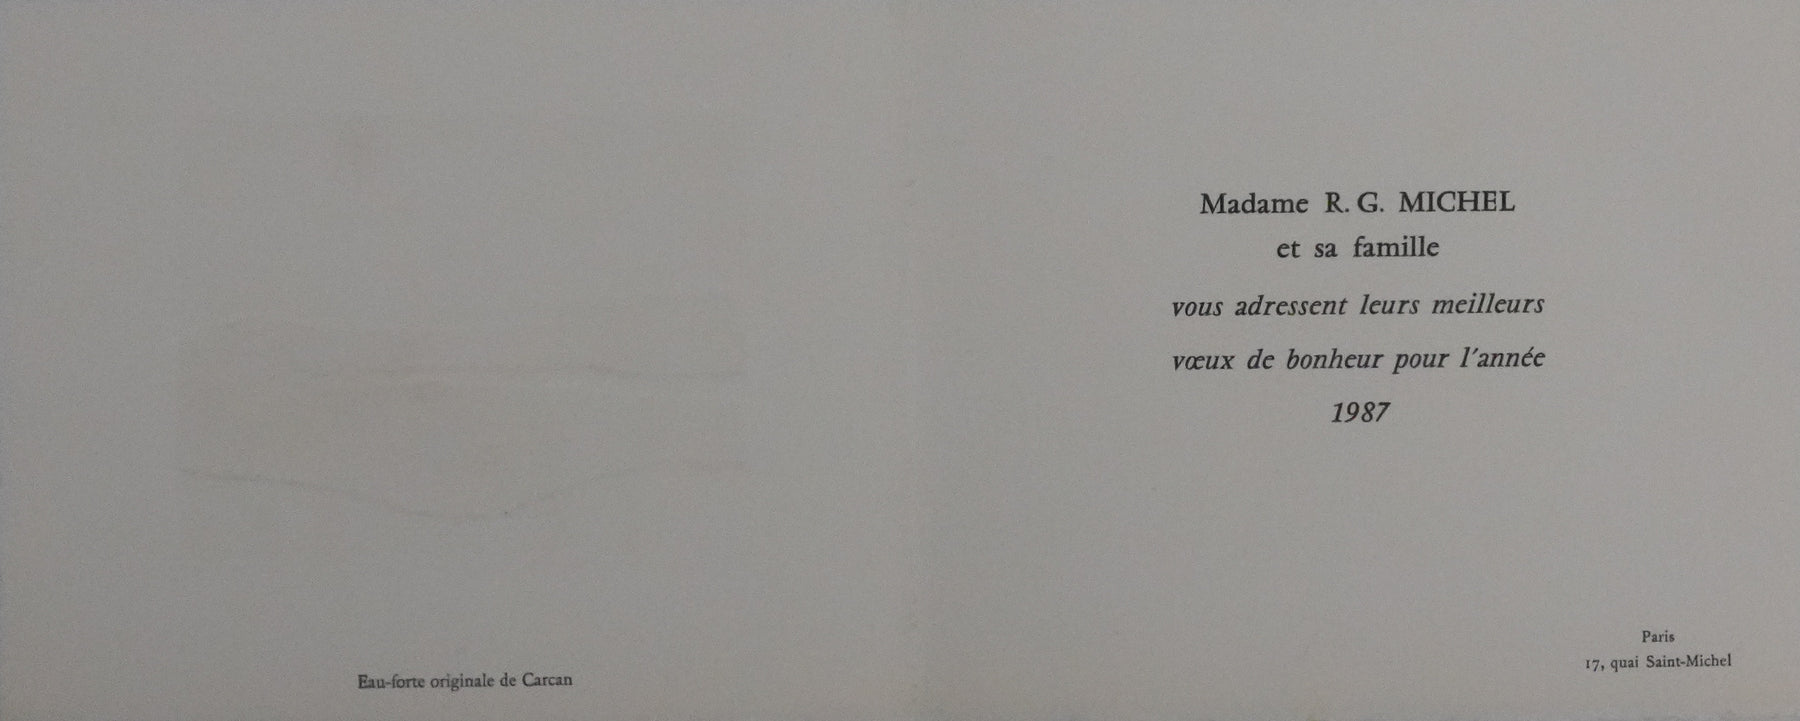 Eau-forte originale de Carcan
Madame R. G. MICHEL
et sa famille
vous adressent leurs meilleurs
vœux de bonheur pour l'année
1987
Paris
17, quai Saint-Michel